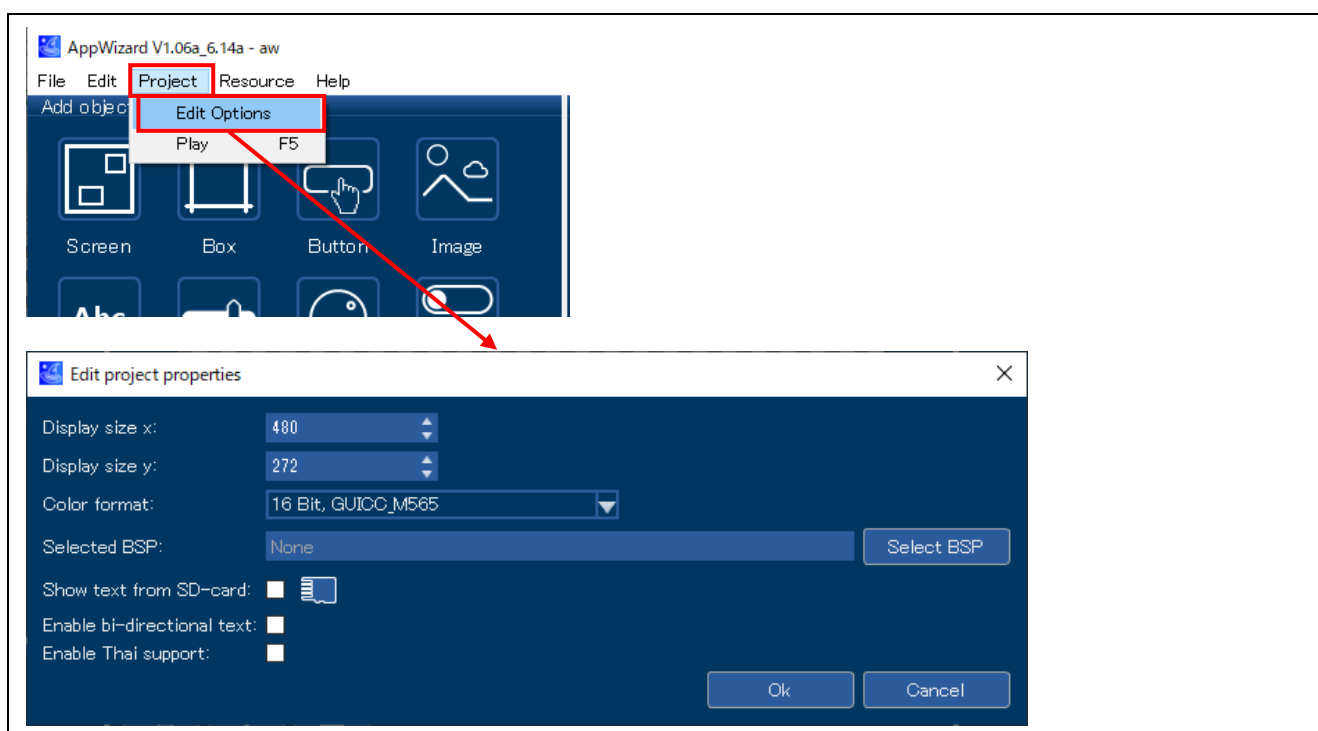 AppWizard V1.06a_6.14a - aw
File Edit Project Resource Help
Add objec
Edit Options
Play F5
Screen Box Button Image
Abc
Edit project properties
Display size x: 480
Display size y: 272
Color format: 16 Bit, GUICC_M565
Selected BSP: None Select BSP
Show text from SD-card:
Enable bi-directional text:
Enable Thai support:
Ok Cancel